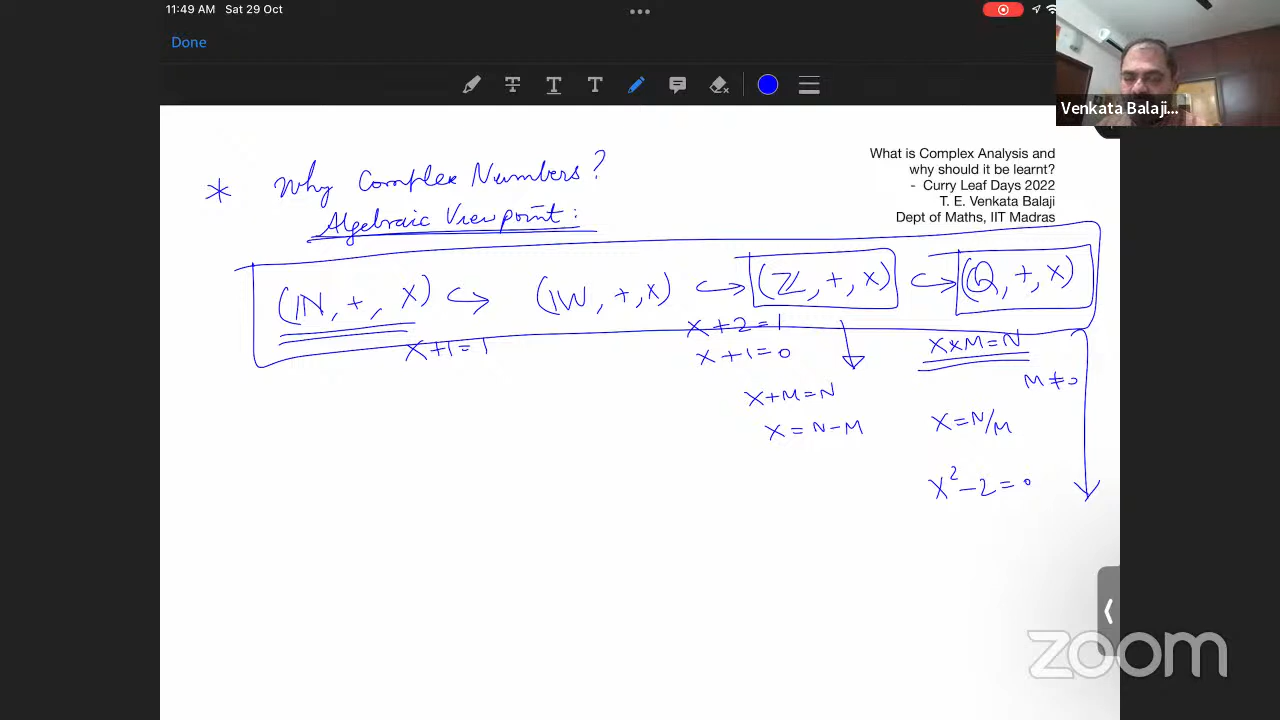 11:49 AM Sat 29 Oct
Done
Venkata Balaji...
What is Complex Analysis and
why should it be learnt?
- Curry Leaf Days 2022
T. E. Venkata Balaji
Dept of Maths, IIT Madras
* Why Complex Numbers?
Algebraic Viewpoint:
(ℕ, +, ×) ↪ (𝕎, +, ×) ↪ (ℤ, +, ×) ↪ (ℚ, +, ×)
x+1=1
x+2=1
x+1=0
x+M=N
x=N-M
x×M=N
M≠0
x=N/M
x²-2=0
zoom